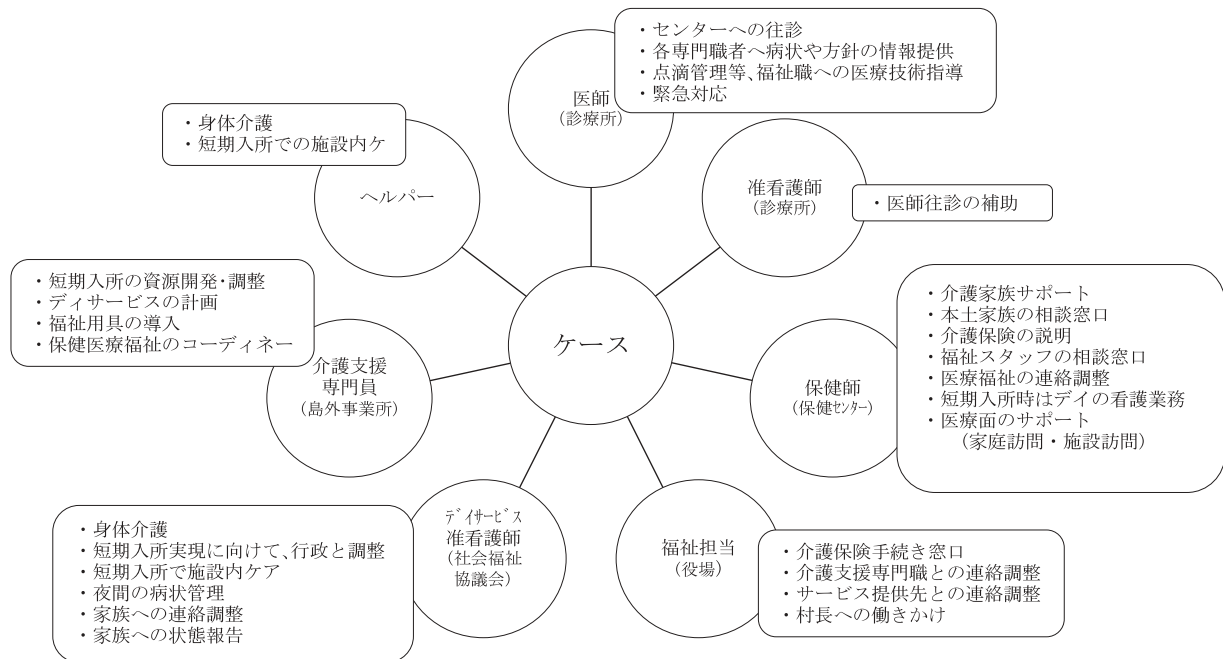 ・センターへの往診
・各専門職者へ病状や方針の情報提供
・点滴管理等、福祉職への医療技術指導
・緊急対応
医師
(診療所)
・身体介護
・短期入所での施設内ケ
ヘルパー
准看護師
(診療所)
・医師往診の補助
・短期入所の資源開発・調整
・ディサービスの計画
・福祉用具の導入
・保健医療福祉のコーディネー
介護支援
専門員
(島外事業所)
ケース
保健師
(保健センター)
・介護家族サポート
・本土家族の相談窓口
・介護保険の説明
・福祉スタッフの相談窓口
・医療福祉の連絡調整
・短期入所時はデイの看護業務
・医療面のサポート
(家庭訪問・施設訪問)
・身体介護
・短期入所実現に向けて、行政と調整
・短期入所で施設内ケア
・夜間の病状管理
・家族への連絡調整
・家族への状態報告
デイサービス
准看護師
(社会福祉
協議会)
福祉担当
(役場)
・介護保険手続き窓口
・介護支援専門職との連絡調整
・サービス提供先との連絡調整
・村長への働きかけ